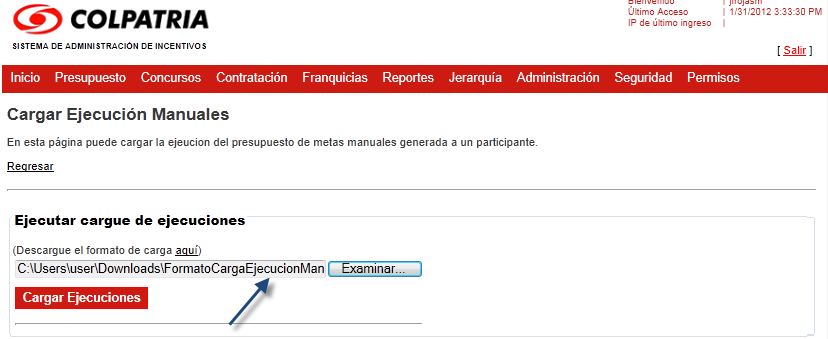 COLPATRIA
Bienvenido | jrojasm
Último Acceso | 1/31/2012 3:33:30 PM
IP de último ingreso |
SISTEMA DE ADMINISTRACIÓN DE INCENTIVOS
[ Salir ]
Inicio Presupuesto Concursos Contratación Franquicias Reportes Jerarquía Administración Seguridad Permisos
Cargar Ejecución Manuales
En esta página puede cargar la ejeucion del presupuesto de metas manuales generada a un participante.
Regresar
Ejecutar cargue de ejecuciones
(Descargue el formato de carga aquí)
C:\Users\user\Downloads\FormatoCargaEjecucionMan Examinar...
Cargar Ejecuciones